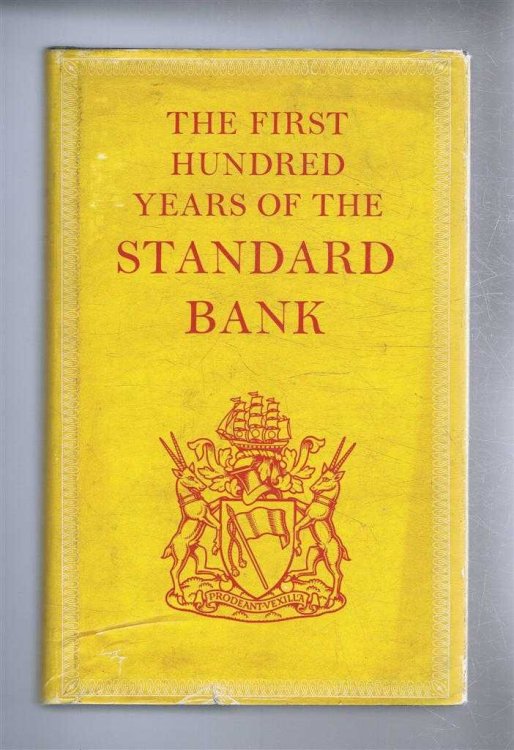 THE FIRST
HUNDRED
YEARS OF THE
STANDARD
BANK
PRODEANT·VEXILLA